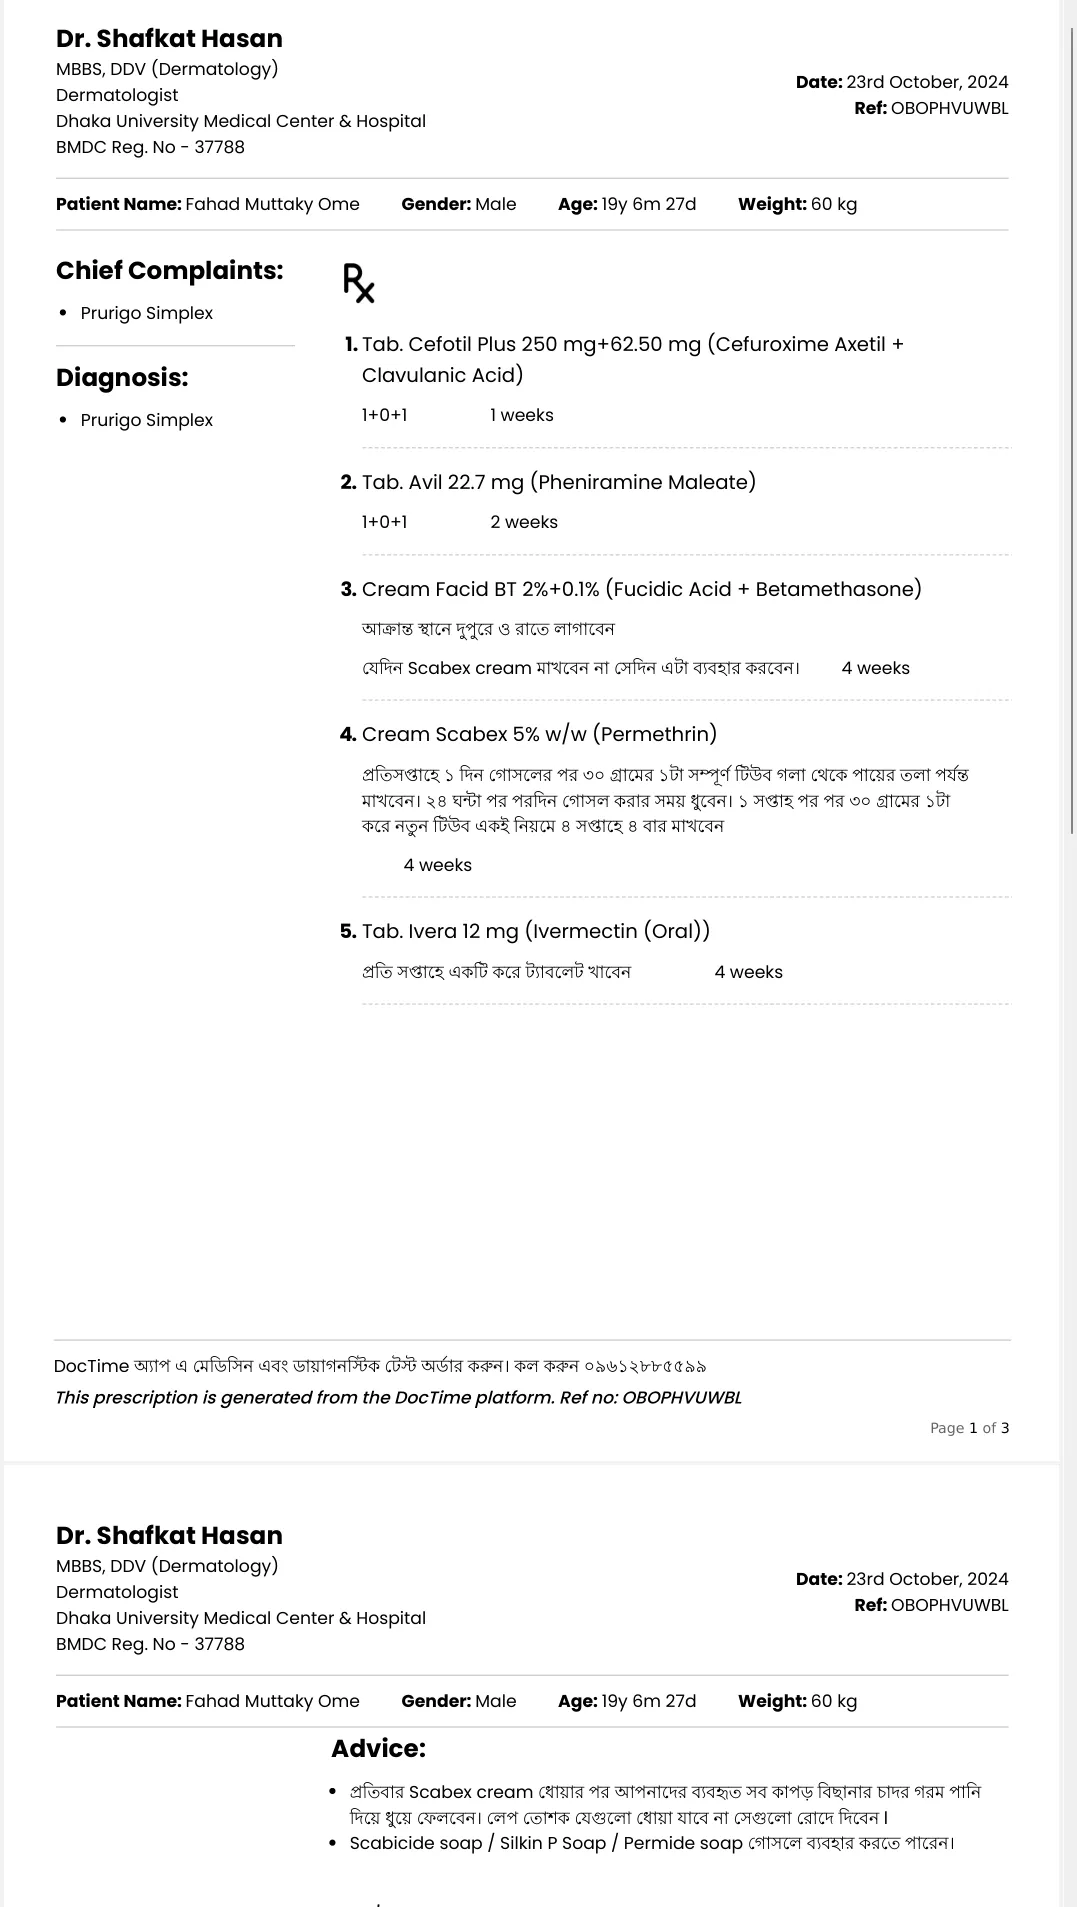 Dr. Shafkat Hasan
MBBS, DDV (Dermatology)
Dermatologist
Dhaka University Medical Center & Hospital
BMDC Reg. No - 37788
Date: 23rd October, 2024
Ref: OBOPHVUWBL
Patient Name: Fahad Muttaky Ome Gender: Male Age: 19y 6m 27d Weight: 60 kg
Chief Complaints:
• Prurigo Simplex
Diagnosis:
• Prurigo Simplex
Rx
1. Tab. Cefotil Plus 250 mg+62.50 mg (Cefuroxime Axetil +
Clavulanic Acid)
1+0+1 1 weeks
2. Tab. Avil 22.7 mg (Pheniramine Maleate)
1+0+1 2 weeks
3. Cream Facid BT 2%+0.1% (Fucidic Acid + Betamethasone)
আক্রান্ত স্থানে দুপুরে ও রাতে লাগাবেন
যেদিন Scabex cream মাখবেন না সেদিন এটা ব্যবহার করবেন। 4 weeks
4. Cream Scabex 5% w/w (Permethrin)
প্রতিসপ্তাহে ১ দিন গোসলের পর ৩০ গ্রামের ১টা সম্পূর্ণ টিউব গলা থেকে পায়ের তলা পর্যন্ত
মাখবেন। ২৪ ঘন্টা পর পরদিন গোসল করার সময় ধুবেন। ১ সপ্তাহ পর পর ৩০ গ্রামের ১টা
করে নতুন টিউব একই নিয়মে ৪ সপ্তাহে ৪ বার মাখবেন
4 weeks
5. Tab. Ivera 12 mg (Ivermectin (Oral))
প্রতি সপ্তাহে একটি করে ট্যাবলেট খাবেন 4 weeks
DocTime অ্যাপ এ মেডিসিন এবং ডায়াগনস্টিক টেস্ট অর্ডার করুন। কল করুন ০৯৬১২৮৮৫৫৯৯
This prescription is generated from the DocTime platform. Ref no: OBOPHVUWBL
Page 1 of 3
Dr. Shafkat Hasan
MBBS, DDV (Dermatology)
Dermatologist
Dhaka University Medical Center & Hospital
BMDC Reg. No - 37788
Date: 23rd October, 2024
Ref: OBOPHVUWBL
Patient Name: Fahad Muttaky Ome Gender: Male Age: 19y 6m 27d Weight: 60 kg
Advice:
• প্রতিবার Scabex cream ধোয়ার পর আপনাদের ব্যবহৃত সব কাপড় বিছানার চাদর গরম পানি
দিয়ে ধুয়ে ফেলবেন। লেপ তোশক যেগুলো ধোয়া যাবে না সেগুলো রোদে দিবেন।
• Scabicide soap / Silkin P Soap / Permide soap গোসলে ব্যবহার করতে পারেন।